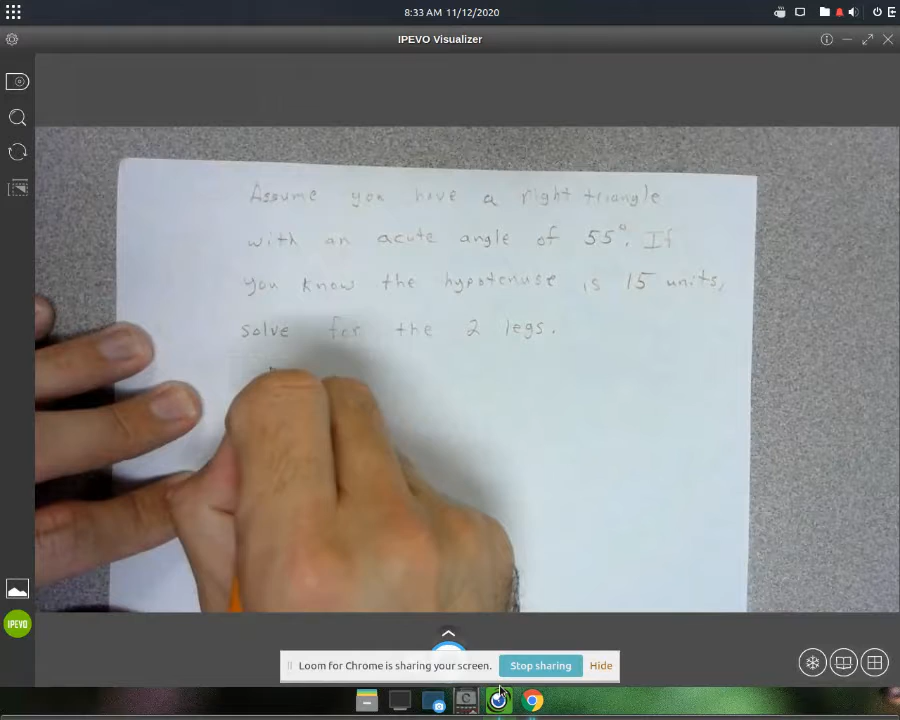 8:33 AM 11/12/2020
IPEVO Visualizer
Assume you have a right triangle
with an acute angle of 55°. If
you know the hypotenuse is 15 units,
solve for the 2 legs.
IPEVO
Loom for Chrome is sharing your screen. Stop sharing Hide